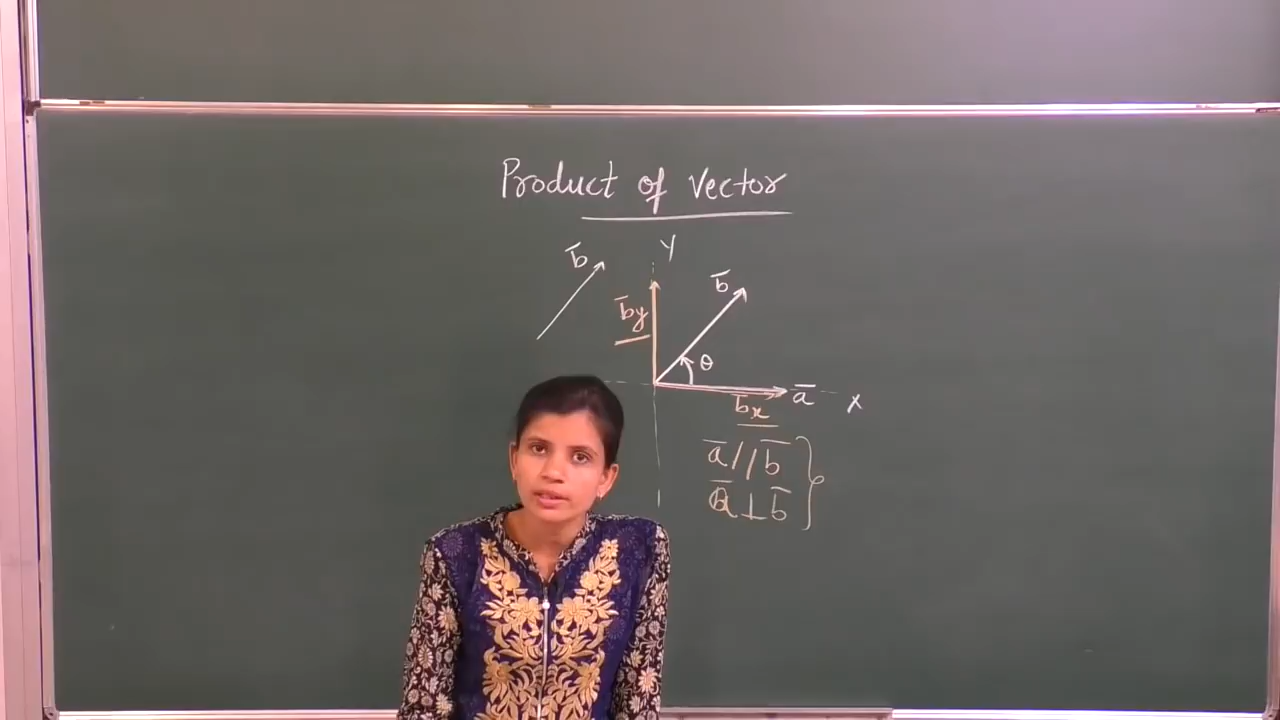 Product of Vector
y
b̄
b̄
b̄y
θ
ā
x
b̄x
ā // b̄
ā ⊥ b̄